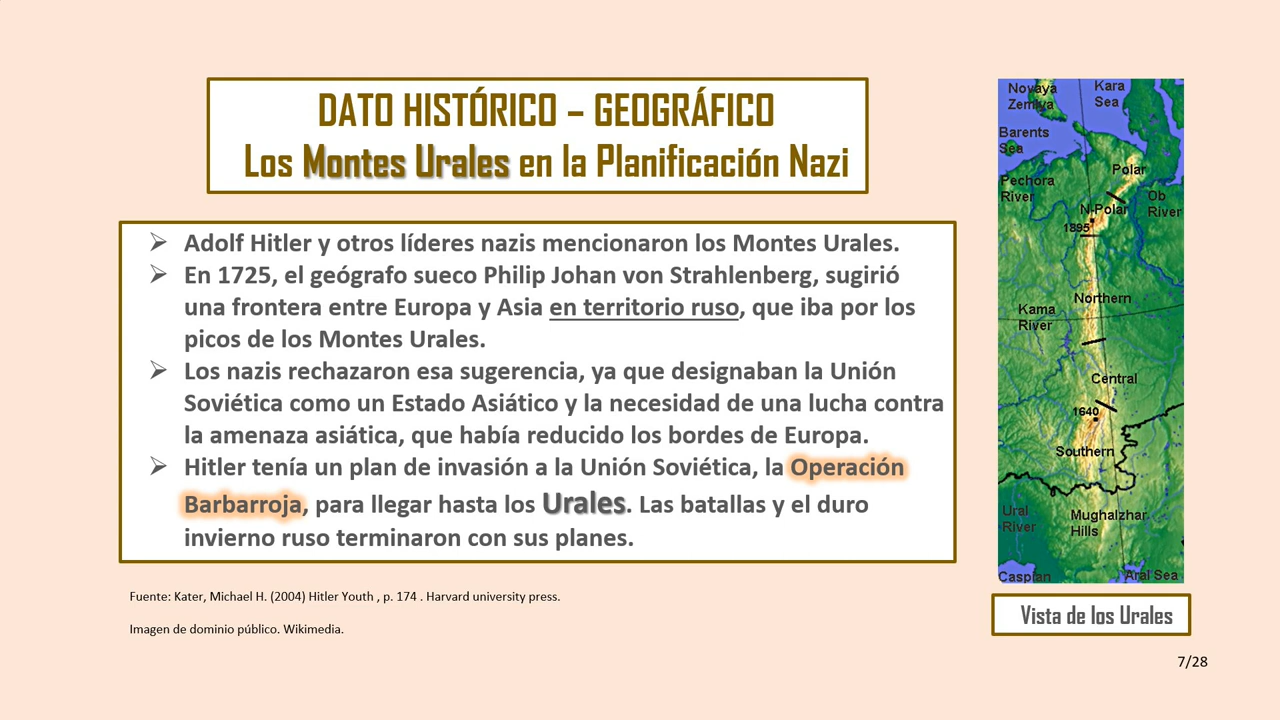 DATO HISTÓRICO – GEOGRÁFICO
Los Montes Urales en la Planificación Nazi
➢ Adolf Hitler y otros líderes nazis mencionaron los Montes Urales.
➢ En 1725, el geógrafo sueco Philip Johan von Strahlenberg, sugirió
una frontera entre Europa y Asia en territorio ruso, que iba por los
picos de los Montes Urales.
➢ Los nazis rechazaron esa sugerencia, ya que designaban la Unión
Soviética como un Estado Asiático y la necesidad de una lucha contra
la amenaza asiática, que había reducido los bordes de Europa.
➢ Hitler tenía un plan de invasión a la Unión Soviética, la Operación
Barbarroja, para llegar hasta los Urales. Las batallas y el duro
invierno ruso terminaron con sus planes.
Fuente: Kater, Michael H. (2004) Hitler Youth , p. 174 . Harvard university press.
Imagen de dominio público. Wikimedia.
Novaya
Zemlya
Kara
Sea
Barents
Sea
Polar
Pechora
River
Ob
River
N-Polar
1895
Northern
Kama
River
Central
1640
Southern
Ural
River
Mughalzhar
Hills
Caspian
Aral Sea
Vista de los Urales
7/28